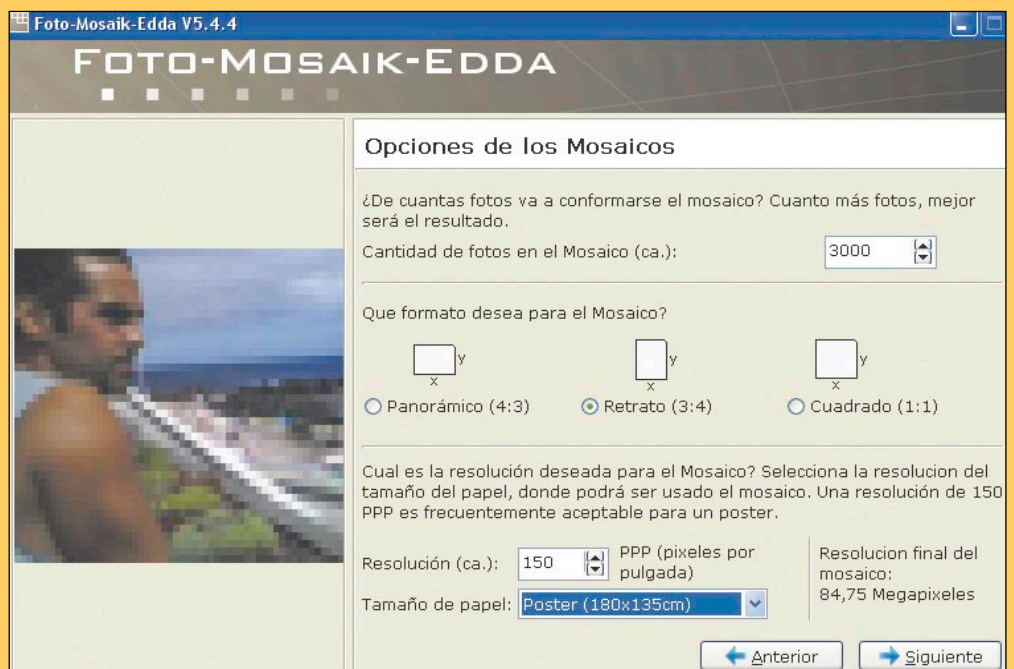 Foto-Mosaik-Edda V5.4.4
FOTO-MOSAIK-EDDA
Opciones de los Mosaicos
¿De cuantas fotos va a conformarse el mosaico? Cuanto más fotos, mejor
será el resultado.
Cantidad de fotos en el Mosaico (ca.):
3000
Que formato desea para el Mosaico?
y
x
y
x
y
x
Panorámico (4:3)
Retrato (3:4)
Cuadrado (1:1)
Cual es la resolución deseada para el Mosaico? Selecciona la resolucion del
tamaño del papel, donde podrá ser usado el mosaico. Una resolución de 150
PPP es frecuentemente aceptable para un poster.
Resolución (ca.):
150
PPP (pixeles por
pulgada)
Tamaño de papel:
Poster (180x135cm)
Resolucion final del
mosaico:
84,75 Megapixeles
Anterior
Siguiente